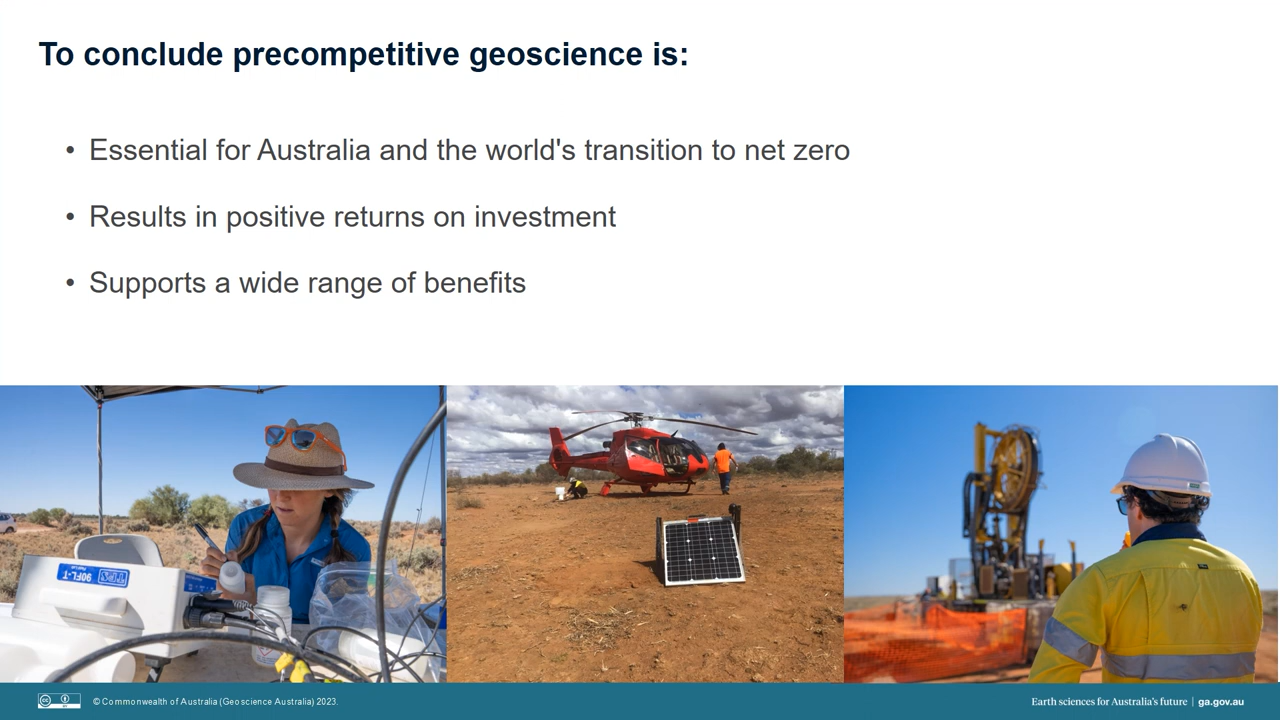 To conclude precompetitive geoscience is:
• Essential for Australia and the world's transition to net zero
• Results in positive returns on investment
• Supports a wide range of benefits
90FL-T
© Commonwealth of Australia (Geoscience Australia) 2023.
Earth sciences for Australia's future | ga.gov.au